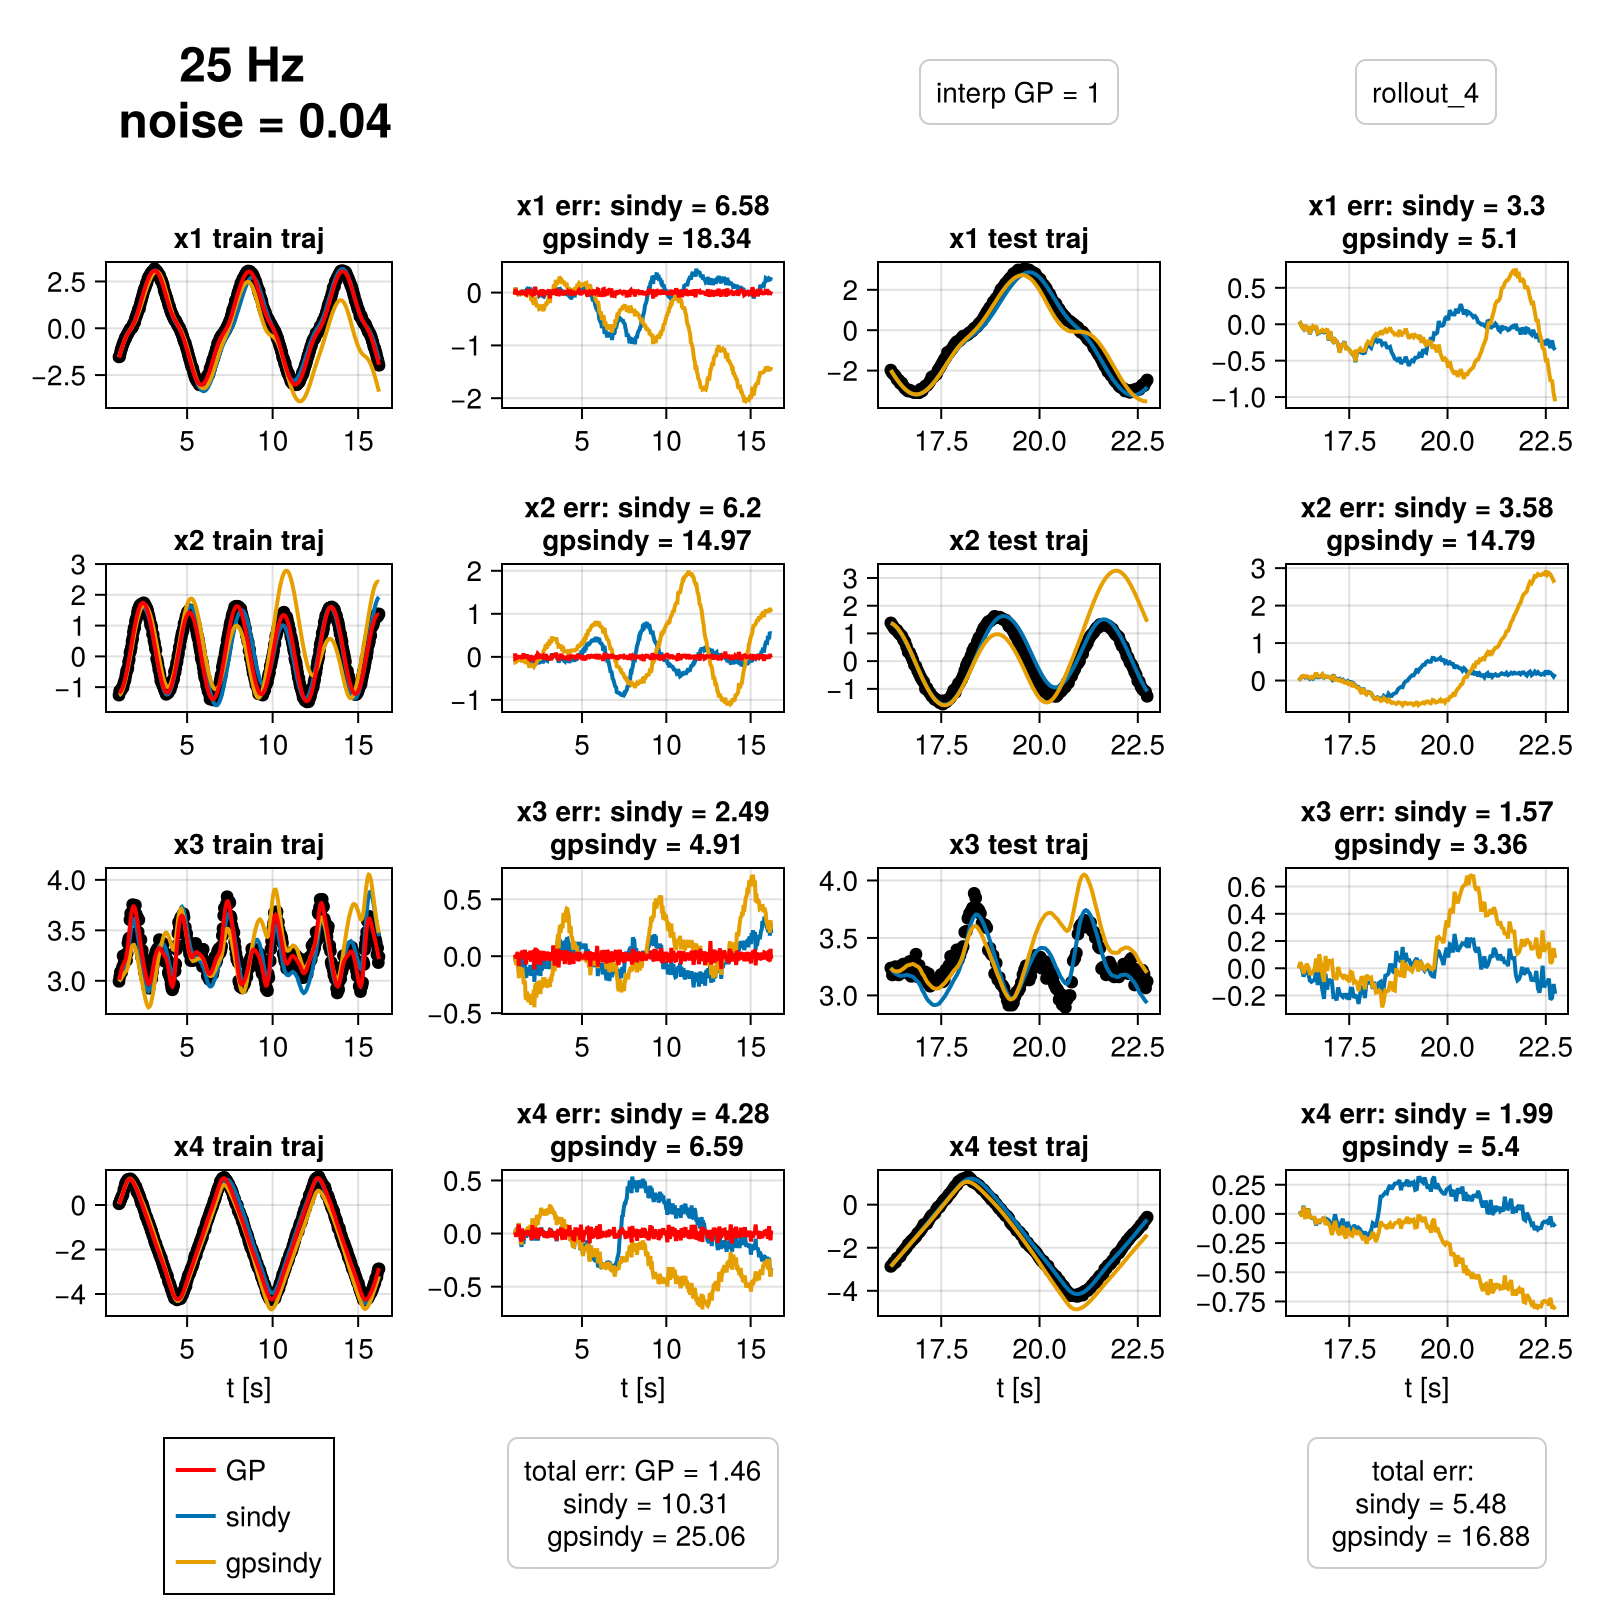 25 Hz
noise = 0.04
interp GP = 1
rollout_4
x1 train traj
2.5
0.0
−2.5
5
10
15
x1 err: sindy = 6.58
gpsindy = 18.34
0
−1
−2
5
10
15
x1 test traj
2
0
−2
17.5
20.0
22.5
x1 err: sindy = 3.3
gpsindy = 5.1
0.5
0.0
−0.5
−1.0
17.5
20.0
22.5
x2 train traj
3
2
1
0
−1
5
10
15
x2 err: sindy = 6.2
gpsindy = 14.97
2
1
0
−1
5
10
15
x2 test traj
3
2
1
0
−1
17.5
20.0
22.5
x2 err: sindy = 3.58
gpsindy = 14.79
3
2
1
0
17.5
20.0
22.5
x3 train traj
4.0
3.5
3.0
5
10
15
x3 err: sindy = 2.49
gpsindy = 4.91
0.5
0.0
−0.5
5
10
15
x3 test traj
4.0
3.5
3.0
17.5
20.0
22.5
x3 err: sindy = 1.57
gpsindy = 3.36
0.6
0.4
0.2
0.0
−0.2
17.5
20.0
22.5
x4 train traj
0
−2
−4
5
10
15
t [s]
x4 err: sindy = 4.28
gpsindy = 6.59
0.5
0.0
−0.5
5
10
15
t [s]
x4 test traj
0
−2
−4
17.5
20.0
22.5
t [s]
x4 err: sindy = 1.99
gpsindy = 5.4
0.25
0.00
−0.25
−0.50
−0.75
17.5
20.0
22.5
t [s]
GP
sindy
gpsindy
total err: GP = 1.46
sindy = 10.31
gpsindy = 25.06
total err:
sindy = 5.48
gpsindy = 16.88